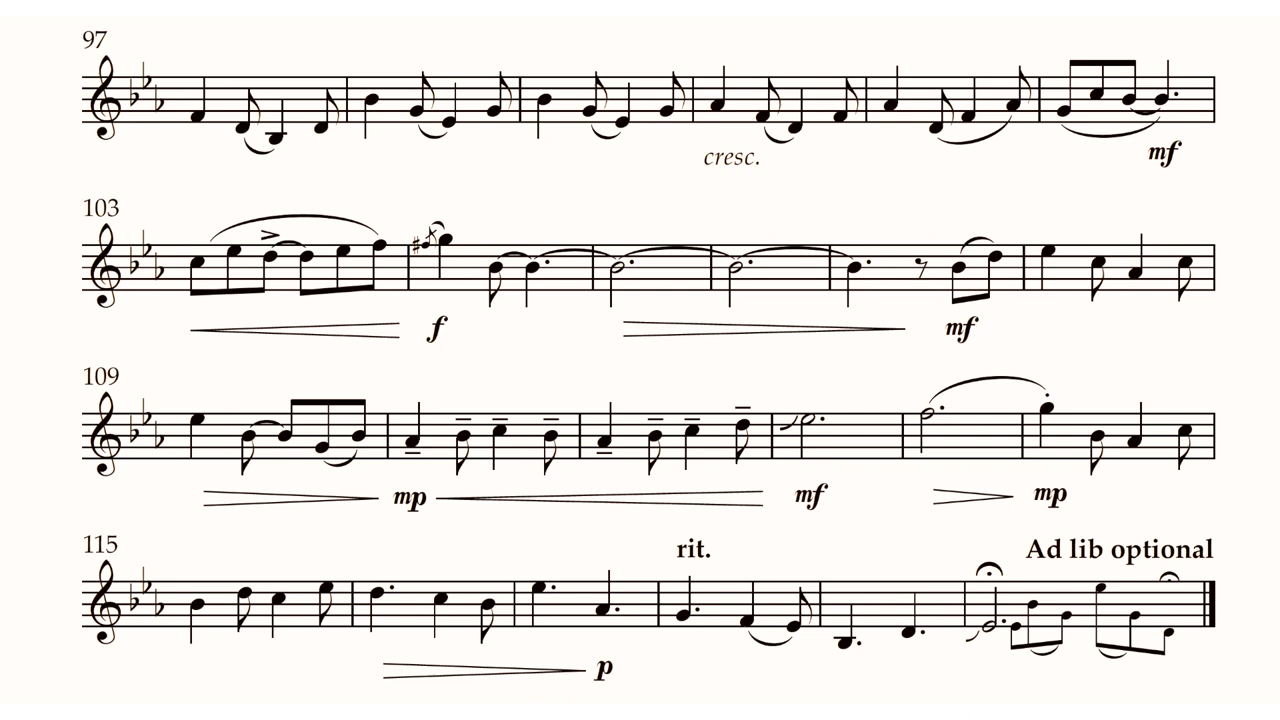 97
cresc.
mf
103
f
mf
109
mp
mf
mp
115
rit.
Ad lib optional
p